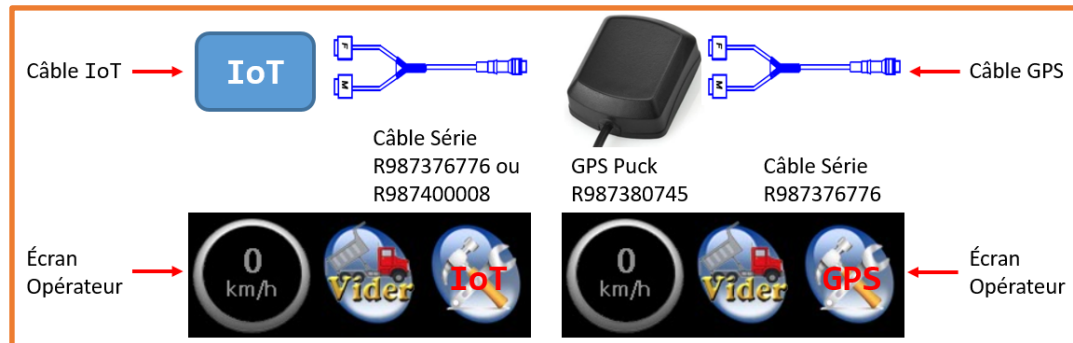 Câble IoT
IoT
F
M
F
M
Câble GPS
Câble Série
R987376776 ou
R987400008
GPS Puck
R987380745
Câble Série
R987376776
Écran
Opérateur
0
km/h
Vider
IoT
0
km/h
Vider
GPS
Écran
Opérateur